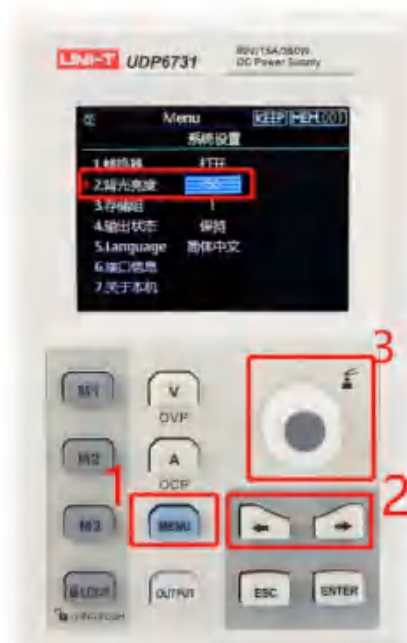 UNI-T UDP6731
80V/15A/360W
DC Power Supply
Menu KEEP MEM:001
系统设置
1.蜂鸣器 打开
2.背光亮度
3.存储组 1
4.输出状态 保持
5.Language 简体中文
6.接口信息
7.关于本机
3
M1 V
OVP
M2 A
OCP
1
2
M3 MENU
LOCK OUTPUT ESC ENTER